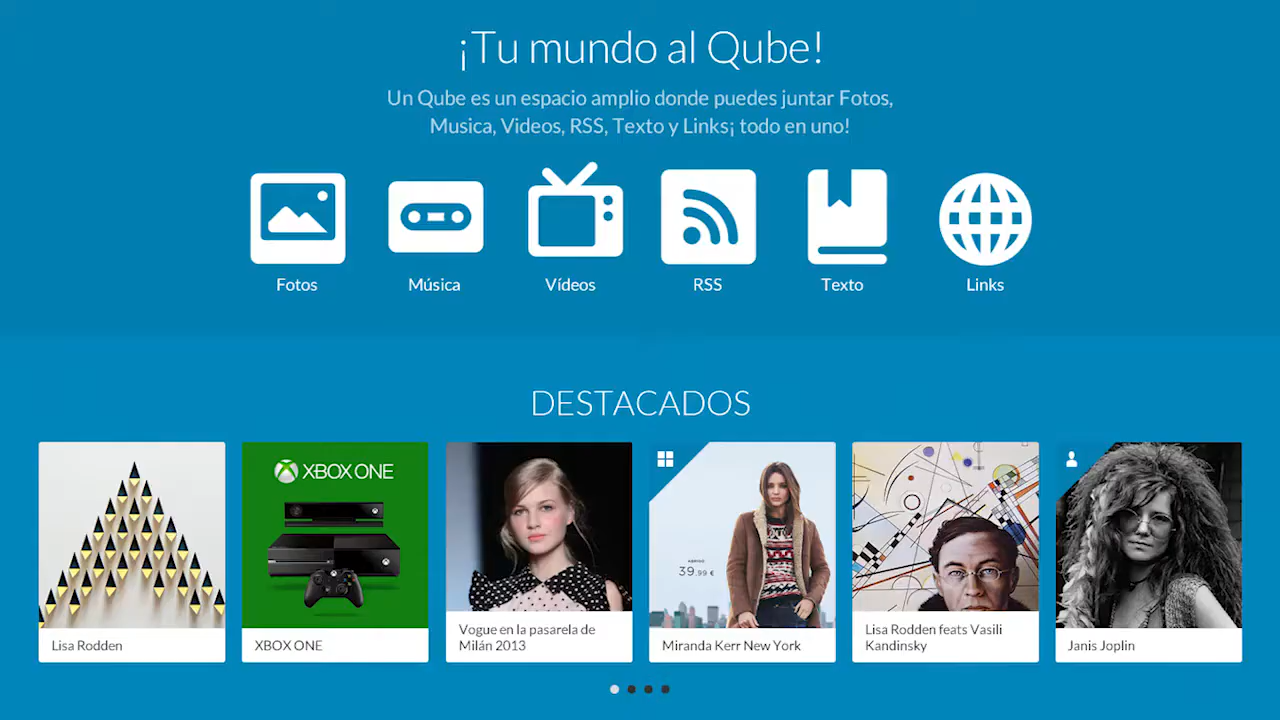 ¡Tu mundo al Qube!
Un Qube es un espacio amplio donde puedes juntar Fotos,
Musica, Videos, RSS, Texto y Links¡ todo en uno!
Fotos
Música
Vídeos
RSS
Texto
Links
DESTACADOS
XBOX ONE
ABRIGO
39.99 €
Lisa Rodden
XBOX ONE
Vogue en la pasarela de
Milán 2013
Miranda Kerr New York
Lisa Rodden feats Vasili
Kandinsky
Janis Joplin